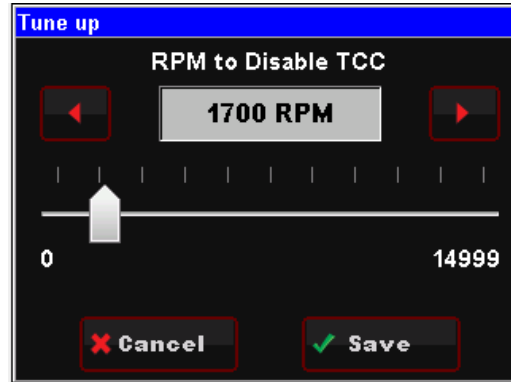 Tune up
RPM to Disable TCC
1700 RPM
0 14999
Cancel Save